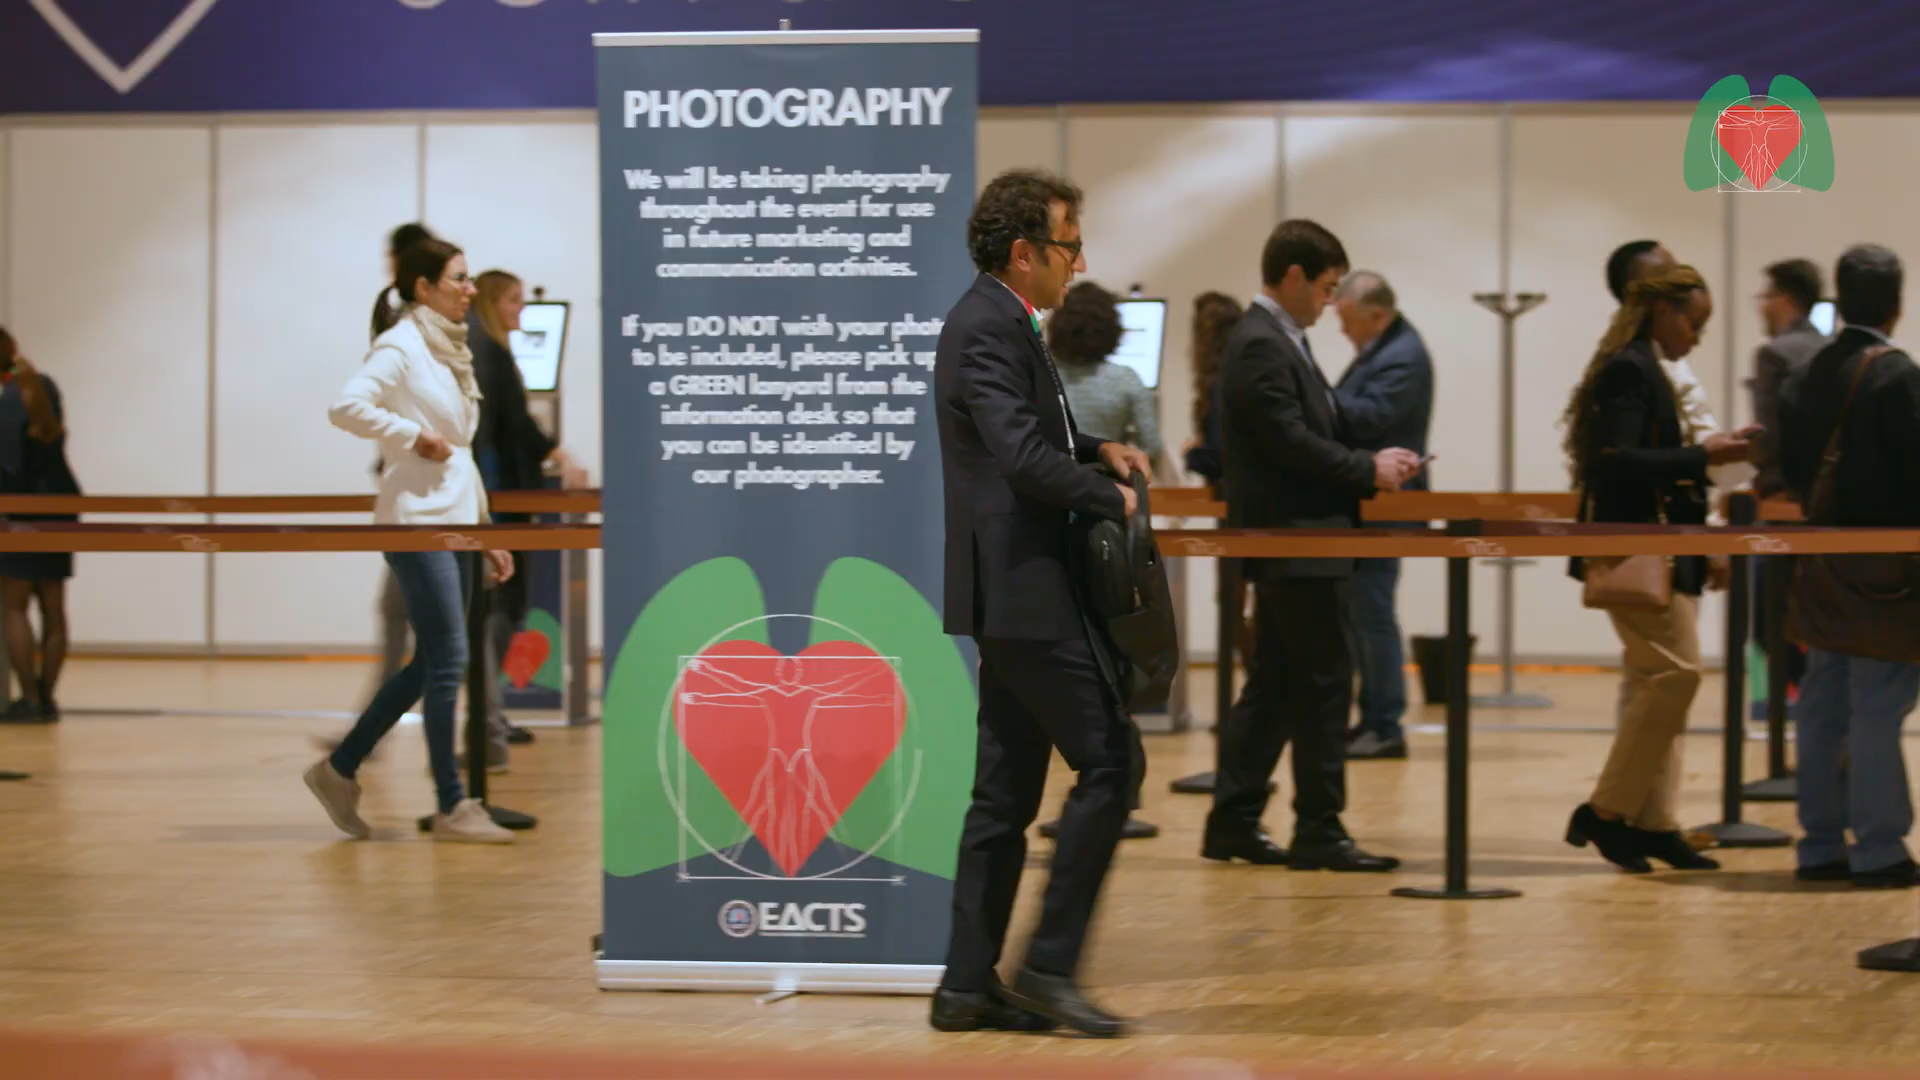 PHOTOGRAPHY
We will be taking photography
throughout the event for use
in future marketing and
communication activities.
If you DO NOT wish your phot
to be included, please pick up
a GREEN lanyard from the
information desk so that
you can be identified by
our photographer.
EACTS